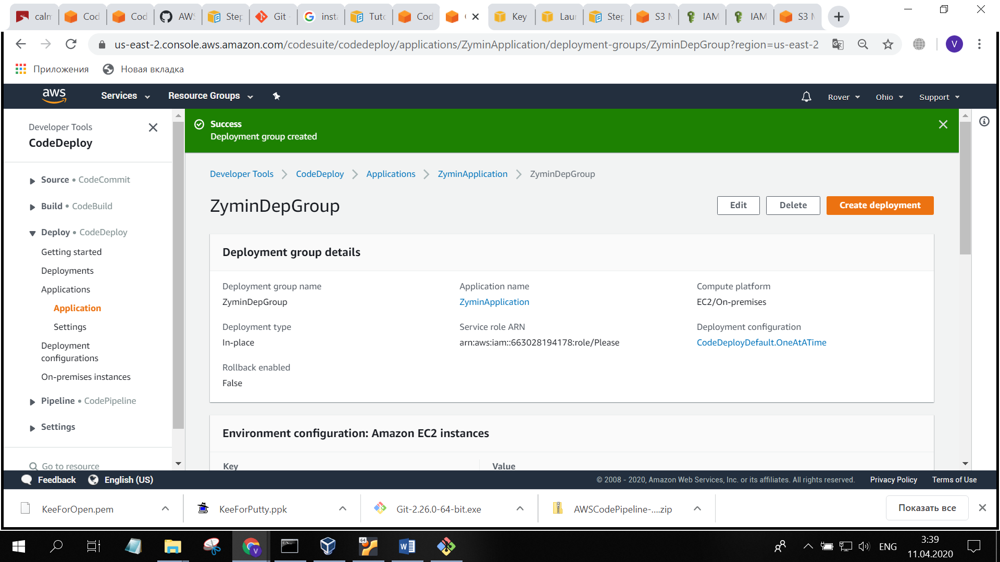 calm
Cod
Cod
AWS
Step
Git -
inst
Tuto
Cod
Key
Laun
Step
S3 M
IAM
IAM
S3 M
us-east-2.console.aws.amazon.com/codesuite/codedeploy/applications/ZyminApplication/deployment-groups/ZyminDepGroup?region=us-east-2
V
Приложения
Новая вкладка
aws
Services
Resource Groups
Rover
Ohio
Support
Developer Tools
CodeDeploy
Source • CodeCommit
Build • CodeBuild
Deploy • CodeDeploy
Getting started
Deployments
Applications
Application
Settings
Deployment
configurations
On-premises instances
Pipeline • CodePipeline
Settings
Go to resource
Success
Deployment group created
Developer Tools
CodeDeploy
Applications
ZyminApplication
ZyminDepGroup
ZyminDepGroup
Edit
Delete
Create deployment
Deployment group details
Deployment group name
ZyminDepGroup
Application name
ZyminApplication
Compute platform
EC2/On-premises
Deployment type
In-place
Service role ARN
arn:aws:iam::663028194178:role/Please
Deployment configuration
CodeDeployDefault.OneAtATime
Rollback enabled
False
Environment configuration: Amazon EC2 instances
Key
Value
Feedback
English (US)
© 2008 - 2020, Amazon Web Services, Inc. or its affiliates. All rights reserved.
Privacy Policy
Terms of Use
KeeForOpen.pem
KeeForPutty.ppk
Git-2.26.0-64-bit.exe
AWSCodePipeline-....zip
Показать все
V
64
W
ENG
3:39
11.04.2020